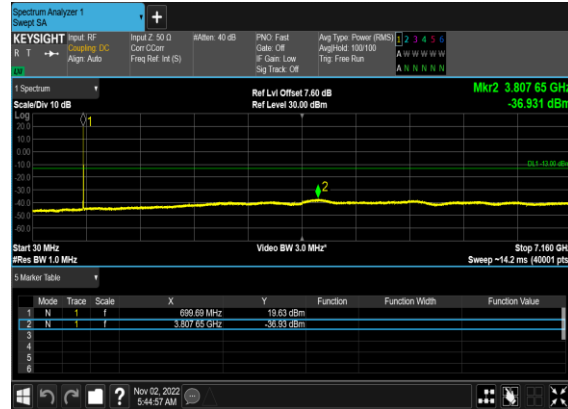 Spectrum Analyzer 1
Swept SA
+
KEYSIGHT
R T
Input: RF
Coupling: DC
Align: Auto
Input Z: 50 Ω
Corr CCorr
Freq Ref: Int (S)
#Atten: 40 dB
PNO: Fast
Gate: Off
IF Gain: Low
Sig Track: Off
Avg Type: Power (RMS)
Avg|Hold: 100/100
Trig: Free Run
1 2 3 4 5 6
A W W W W W
A N N N N N
1 Spectrum
Scale/Div 10 dB
Ref Lvl Offset 7.60 dB
Ref Level 30.00 dBm
Mkr2 3.807 65 GHz
-36.931 dBm
Log
20.0
10.0
0.00
-10.0
-20.0
-30.0
-40.0
-50.0
-60.0
1
2
DL1 -13.00 dBm
Start 30 MHz
#Res BW 1.0 MHz
Video BW 3.0 MHz*
Stop 7.160 GHz
Sweep ~14.2 ms (40001 pts)
5 Marker Table
Mode Trace Scale X Y Function Function Width Function Value
1 N 1 f 699.69 MHz 19.63 dBm
2 N 1 f 3.807 65 GHz -36.93 dBm
3
4
5
6
?
Nov 02, 2022
5:44:57 AM